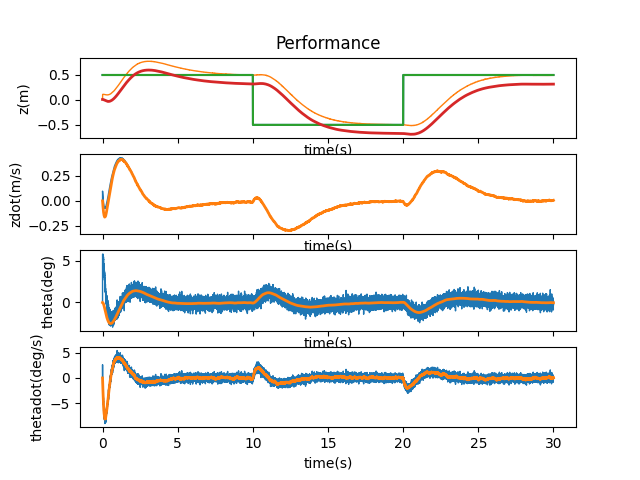 Performance
z(m)
0.5
0.0
−0.5
time(s)
zdot(m/s)
0.25
0.00
−0.25
time(s)
theta(deg)
5
0
time(s)
thetadot(deg/s)
5
0
−5
0 5 10 15 20 25 30
time(s)